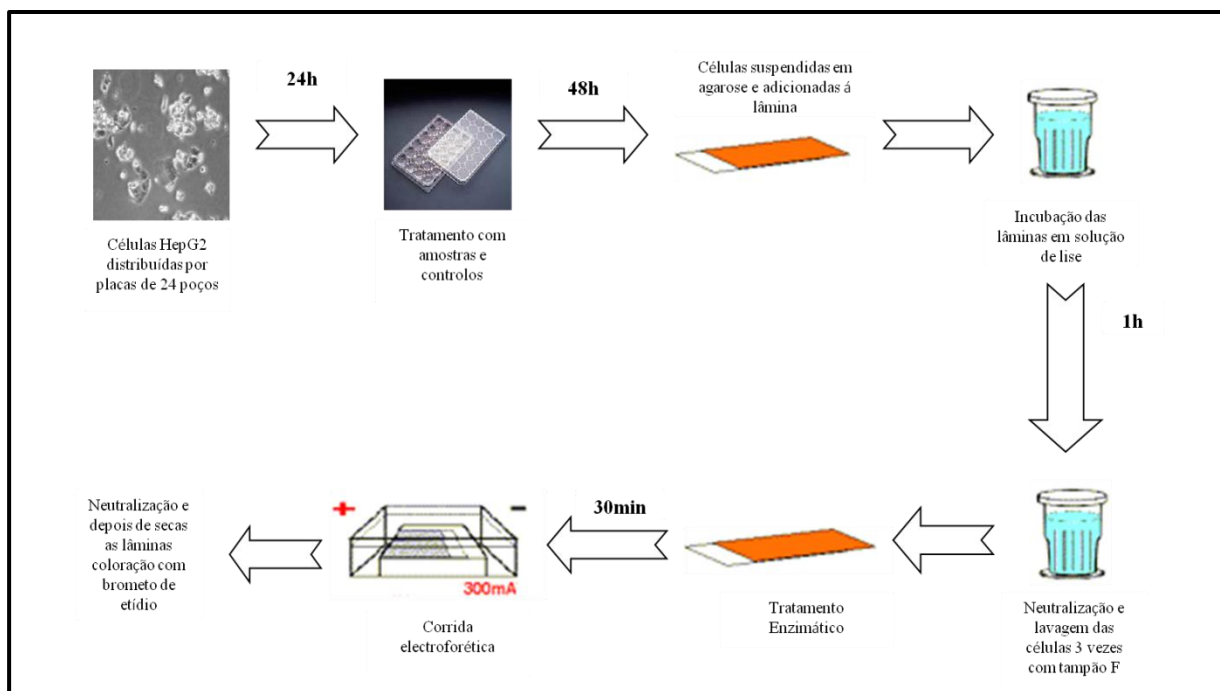 24h
Células HepG2
distribuídas por
placas de 24 poços
48h
Tratamento com
amostras e
controlos
Células suspendidas em
agarose e adicionadas á
lâmina
Incubação das
lâminas em solução
de lise
1h
Neutralização e
lavagem das
células 3 vezes
com tampão F
Tratamento
Enzimático
30min
+
-
300mA
Corrida
electroforética
Neutralização e
depois de secas
as lâminas
coloração com
brometo de
etídio